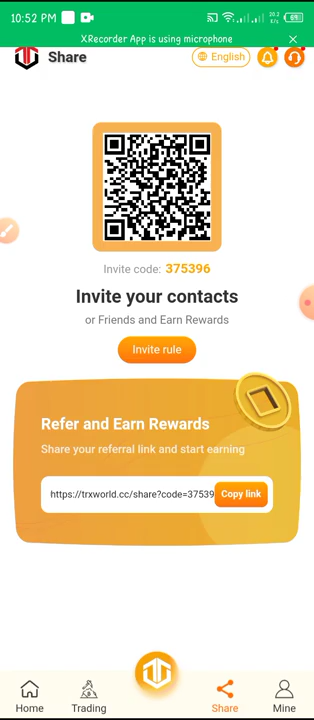 10:52 PM
XRecorder App is using microphone
Share
English
Invite code: 375396
Invite your contacts
or Friends and Earn Rewards
Invite rule
Refer and Earn Rewards
Share your referral link and start earning
https://trxworld.cc/share?code=37539
Copy link
Home
Trading
Share
Mine